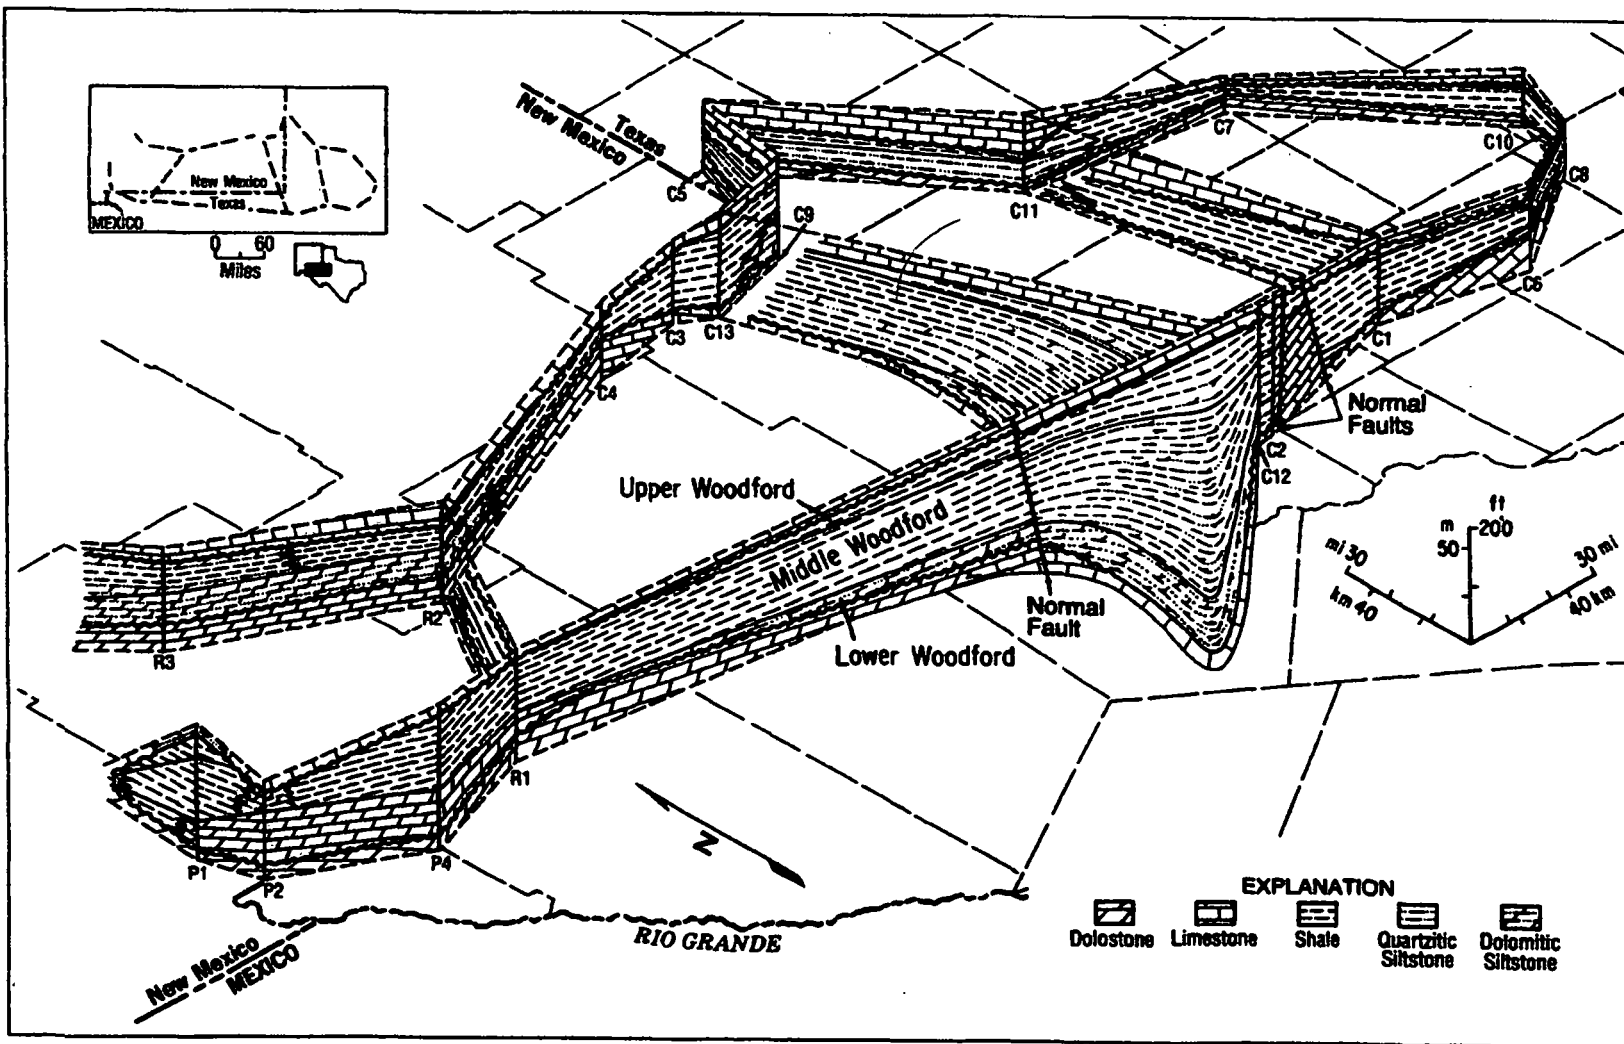 Texas
New Mexico
New Mexico
Texas
MEXICO
0 60
Miles
C5
C9
C11
C7
C10
C8
C6
C1
C3
C13
C4
C2
C12
Normal
Faults
Upper Woodford
Middle Woodford
Lower Woodford
Normal
Fault
R3
R2
R1
P1
P2
P4
N
m ft
50 200
mi 30
km 40
30 mi
40 km
RIO GRANDE
New Mexico
MEXICO
EXPLANATION
Dolostone
Limestone
Shale
Quartzitic
Siltstone
Dolomitic
Siltstone